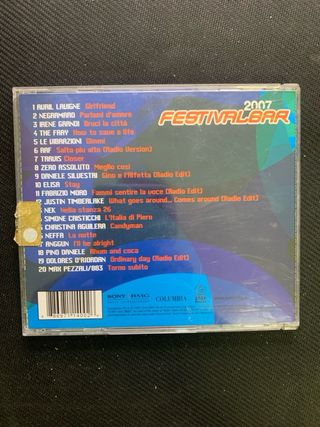 2007
FESTIVALBAR
1 AVRIL LAVIGNE Girlfriend
2 NEGRAMARO Parlami d'amore
3 IRENE GRANDI Bruci la città
4 THE FRAY How to save a life
5 LE VIBRAZIONI Dimmi
6 RAF Salto più alto (Radio Version)
7 TRAVIS Closer
8 ZERO ASSOLUTO Meglio così
9 DANIELE SILVESTRI Gino e l'Alfetta (Radio Edit)
10 ELISA Stay
11 FABRIZIO MORO Fammi sentire la voce (Radio Edit)
12 JUSTIN TIMBERLAKE What goes around... Comes around (Radio Edit)
NEK Nella stanza 26
SIMONE CRISTICCHI L'Italia di Piero
CHRISTINA AGUILERA Candyman
NEFFA La notte
17 ANGGUN I'll be alright
18 PINO DANIELE Rhum and coca
19 DOLORES O'RIORDAN Ordinary day (Radio Edit)
20 MAX PEZZALI/883 Torno subito
SONY BMG
COLUMBIA